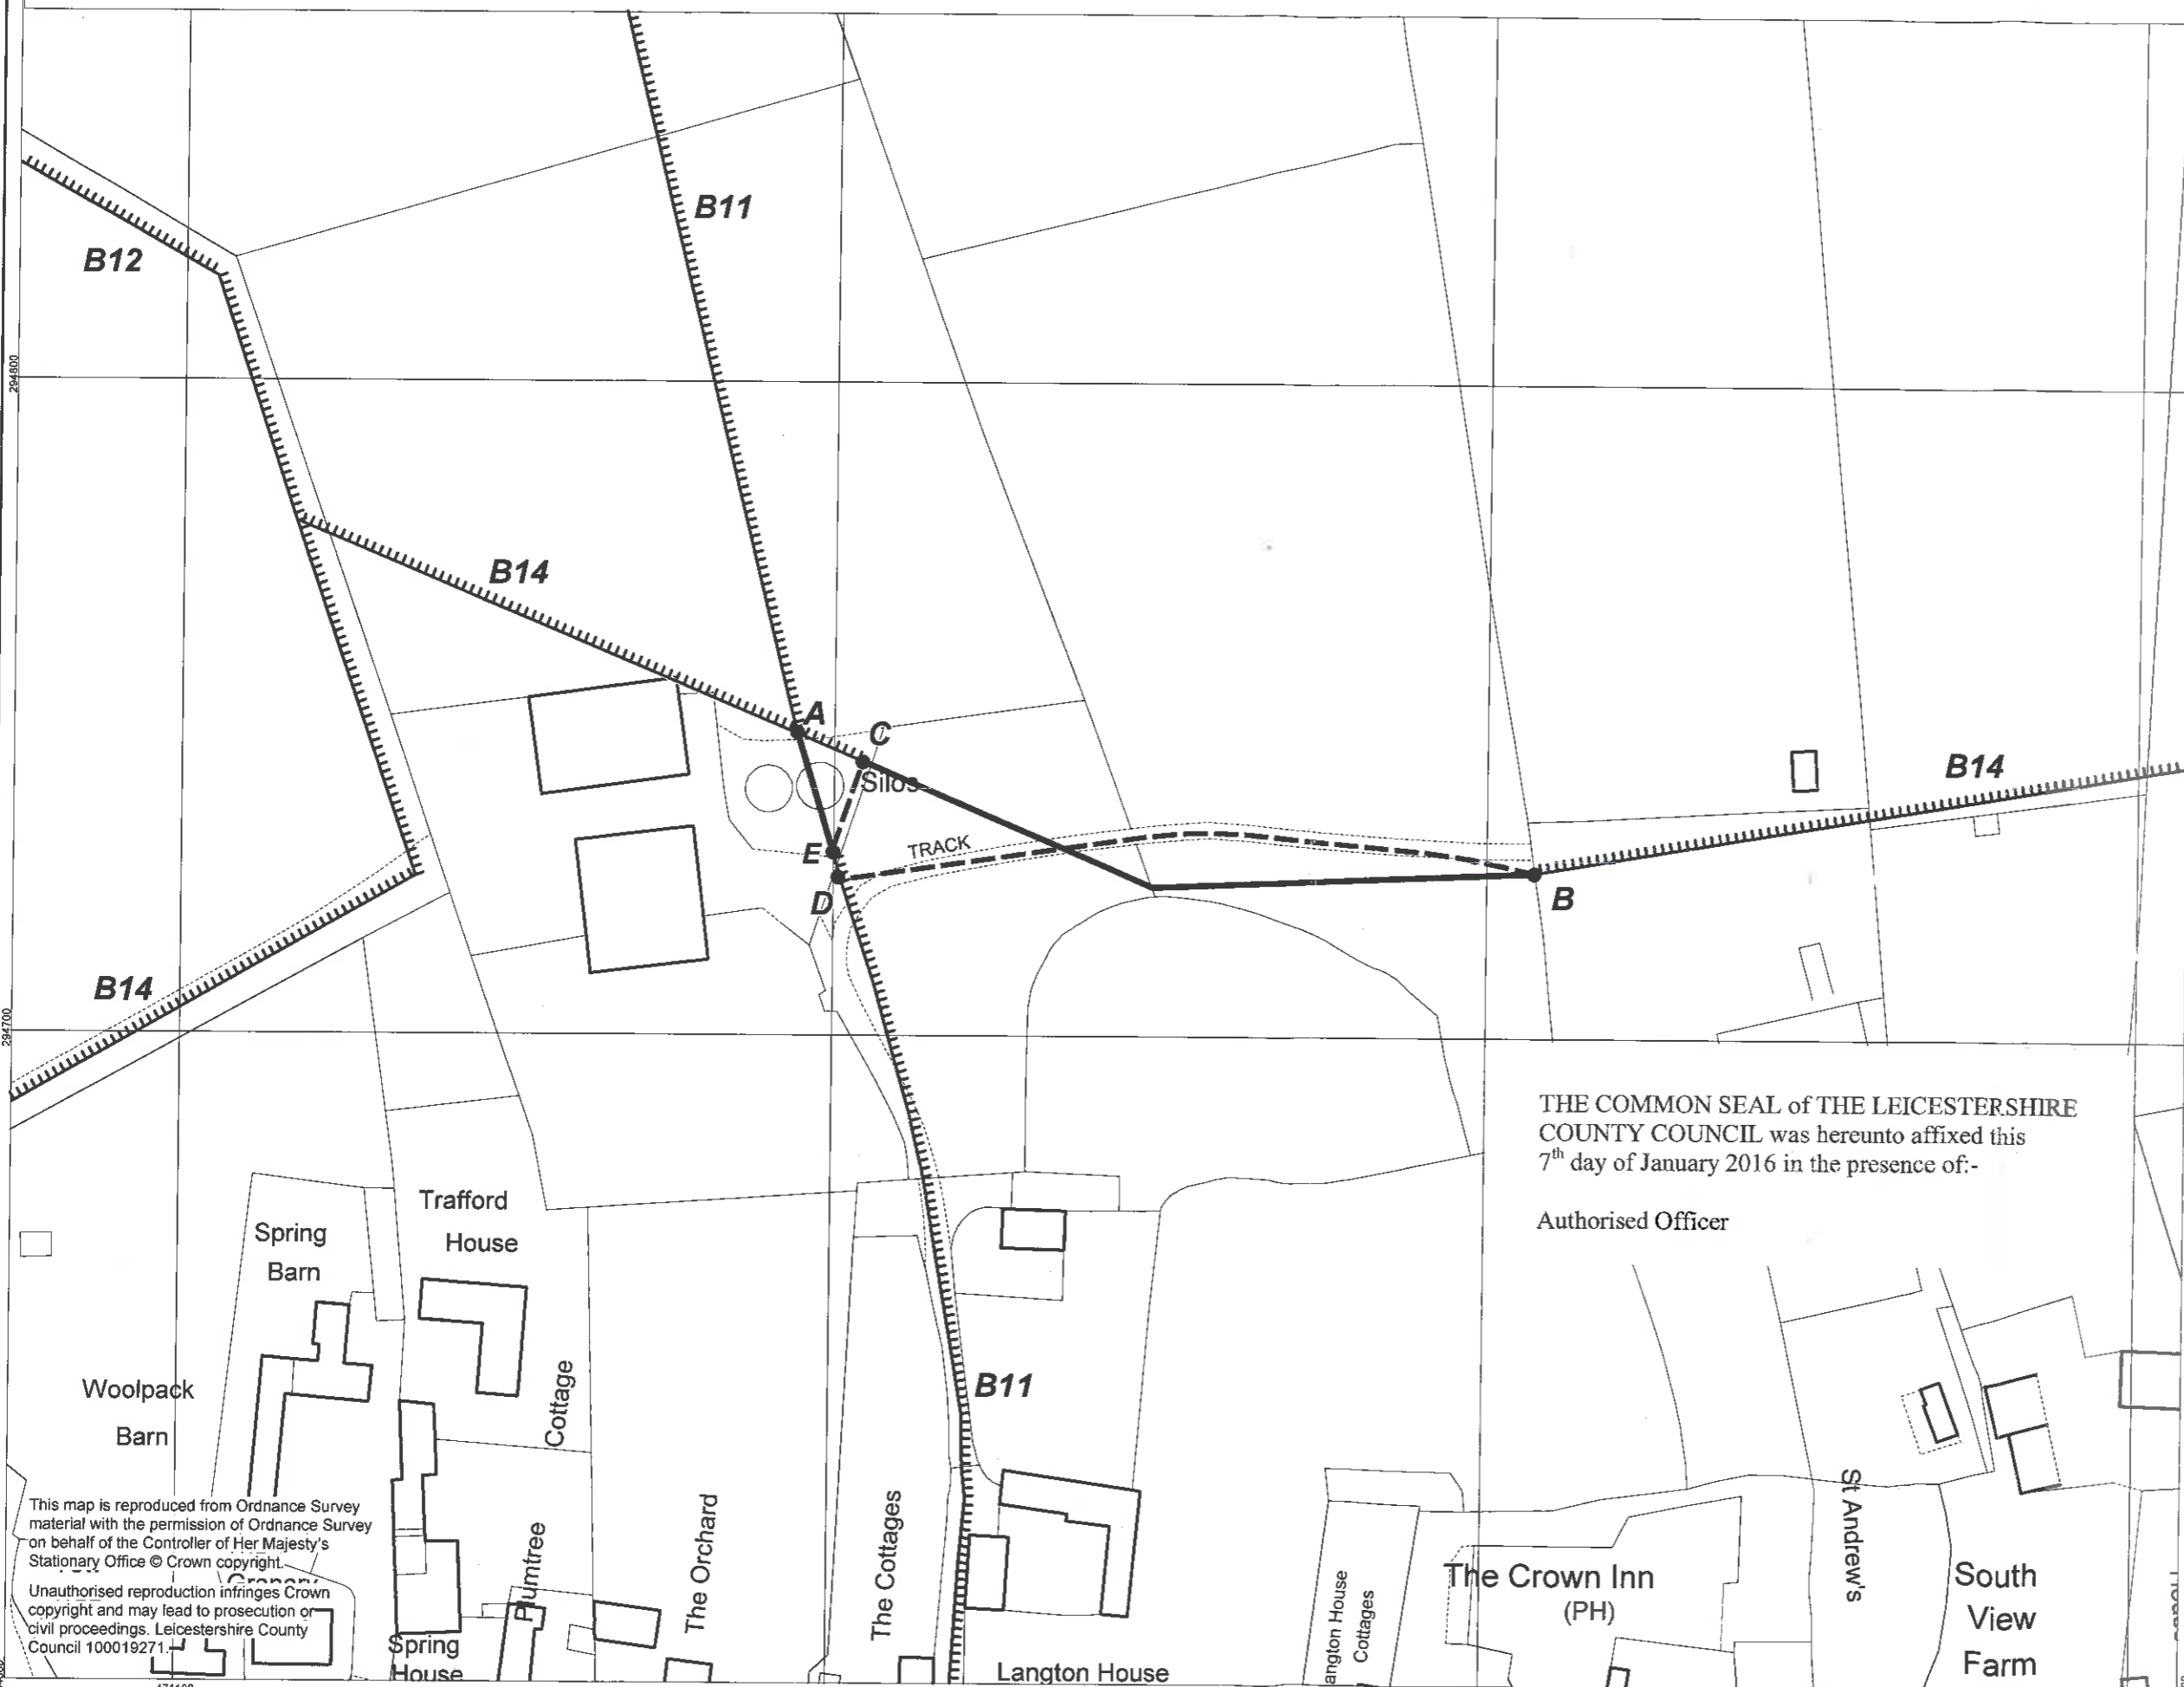 B11
B12
294800
B14
A
C
Silos
B14
E
TRACK
D
B
B14
294700
THE COMMON SEAL of THE LEICESTERSHIRE
COUNTY COUNCIL was hereunto affixed this
7th day of January 2016 in the presence of:-
Authorised Officer
Trafford
House
Spring
Barn
Woolpack
Barn
Cottage
Plumtree
B11
The Orchard
The Cottages
St Andrew's
This map is reproduced from Ordnance Survey
material with the permission of Ordnance Survey
on behalf of the Controller of Her Majesty's
Stationary Office © Crown copyright.
Granary
Unauthorised reproduction infringes Crown
copyright and may lead to prosecution or
civil proceedings. Leicestershire County
Council 100019271.
Spring
House
Langton House
angton House
Cottages
The Crown Inn
(PH)
South
View
Farm